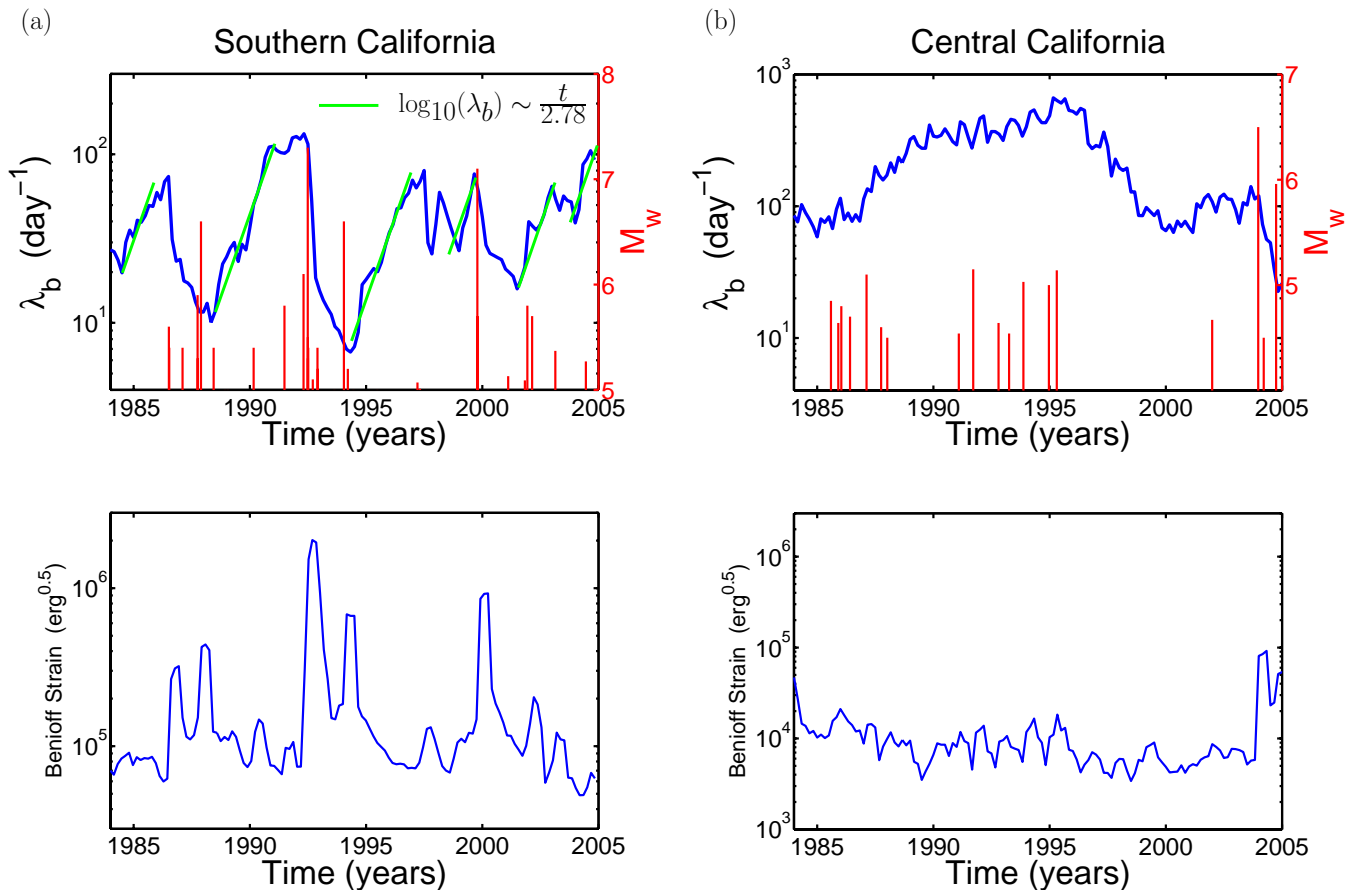 (a)
Southern California
log10(λb) ∼ t/2.78
10^2
10^1
λb (day−1)
8
7
6
5
Mw
1985 1990 1995 2000 2005
Time (years)
(b)
Central California
10^3
10^2
10^1
λb (day−1)
7
6
5
Mw
1985 1990 1995 2000 2005
Time (years)
10^6
10^5
Benioff Strain (erg^0.5)
1985 1990 1995 2000 2005
Time (years)
10^6
10^5
10^4
10^3
Benioff Strain (erg^0.5)
1985 1990 1995 2000 2005
Time (years)